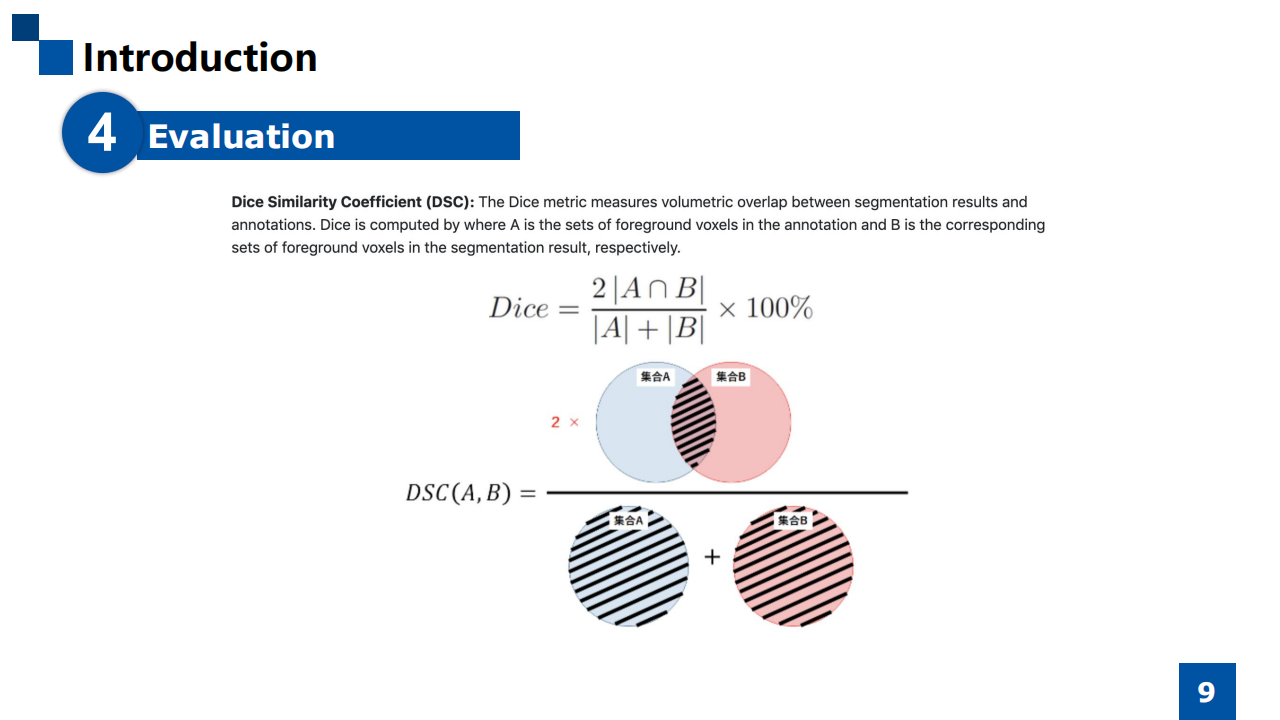 Introduction
4
Evaluation
Dice Similarity Coefficient (DSC): The Dice metric measures volumetric overlap between segmentation results and
annotations. Dice is computed by where A is the sets of foreground voxels in the annotation and B is the corresponding
sets of foreground voxels in the segmentation result, respectively.
Dice = 2 |A ∩ B| / |A| + |B| × 100%
集合A 集合B
2 ×
DSC(A, B) =
集合A + 集合B
9